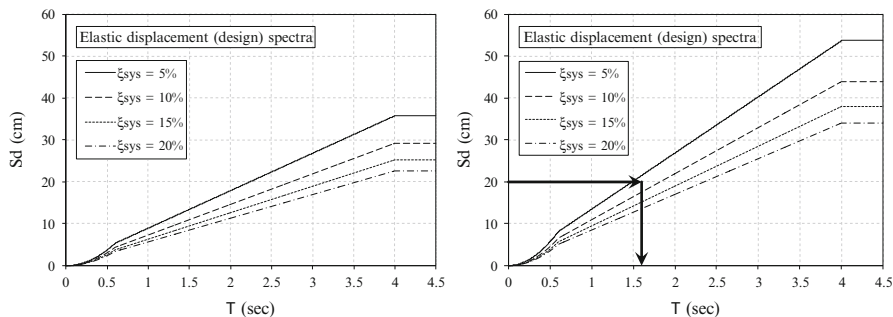 60
50
40
30
20
10
0
Sd (cm)
Elastic displacement (design) spectra
ξsys = 5%
ξsys = 10%
ξsys = 15%
ξsys = 20%
0 0.5 1 1.5 2 2.5 3 3.5 4 4.5
T (sec)
60
50
40
30
20
10
0
Sd (cm)
Elastic displacement (design) spectra
ξsys = 5%
ξsys = 10%
ξsys = 15%
ξsys = 20%
0 0.5 1 1.5 2 2.5 3 3.5 4 4.5
T (sec)